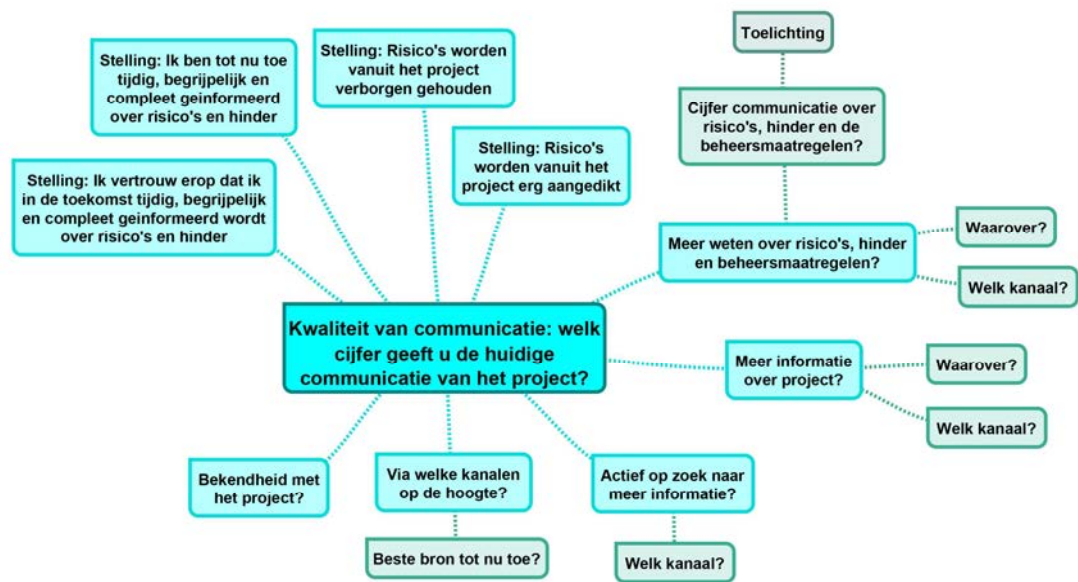 Toelichting
Stelling: Ik ben tot nu toe
tijdig, begrijpelijk en
compleet geinformeerd
over risico's en hinder
Stelling: Risico's worden
vanuit het project
verborgen gehouden
Cijfer communicatie over
risico's, hinder en de
beheersmaatregelen?
Stelling: Risico's
worden vanuit het
project erg aangedikt
Stelling: Ik vertrouw erop dat ik
in de toekomst tijdig, begrijpelijk
en compleet geinformeerd wordt
over risico's en hinder
Meer weten over risico's, hinder
en beheersmaatregelen?
Waarover?
Welk kanaal?
Kwaliteit van communicatie: welk
cijfer geeft u de huidige
communicatie van het project?
Meer informatie
over project?
Waarover?
Welk kanaal?
Bekendheid met
het project?
Via welke kanalen
op de hoogte?
Actief op zoek naar
meer informatie?
Beste bron tot nu toe?
Welk kanaal?